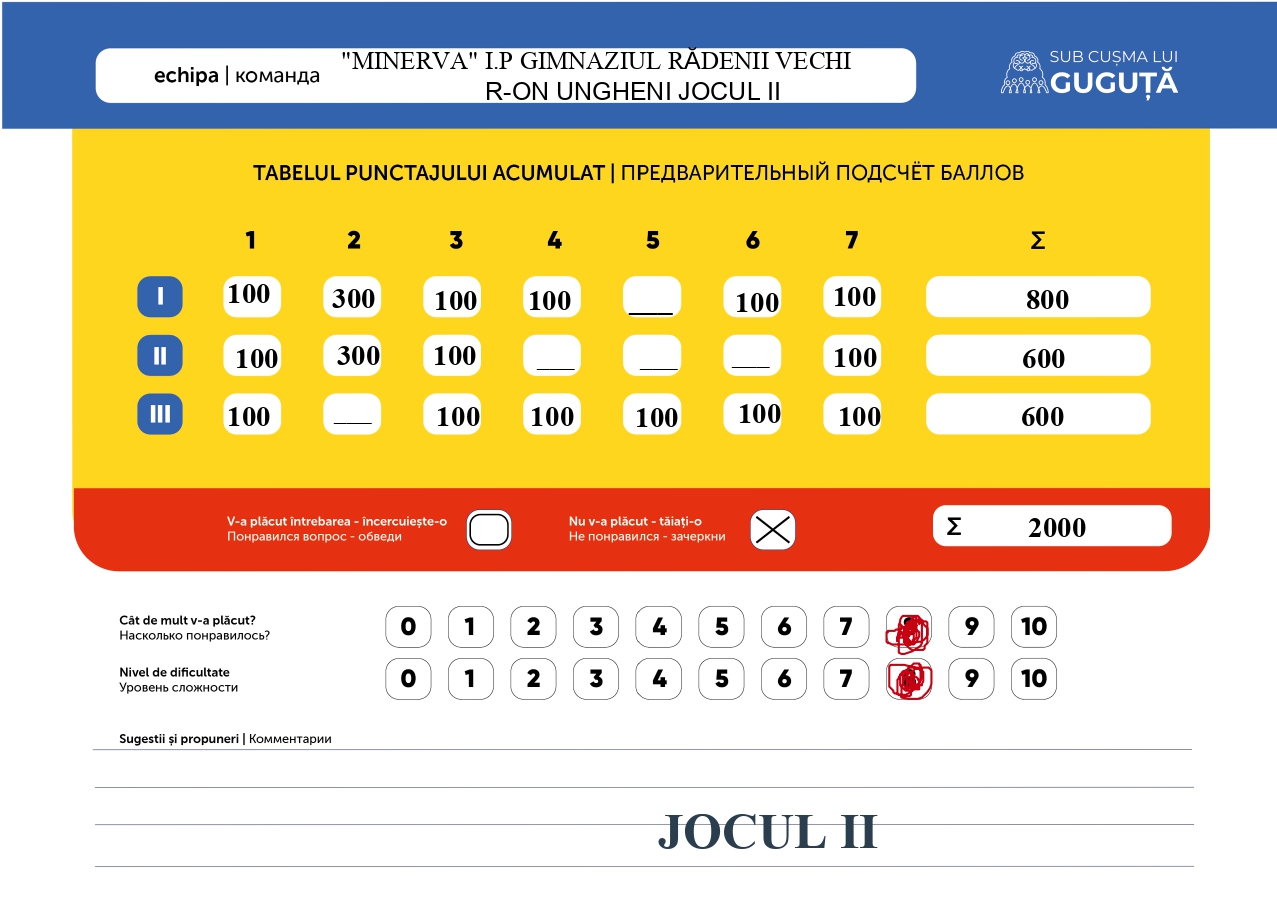 "MINERVA" I.P GIMNAZIUL RĂDENII VECHI
echipa | команда
R-ON UNGHENI JOCUL II
SUB CUȘMA LUI
GUGUȚĂ
TABELUL PUNCTAJULUI ACUMULAT | ПРЕДВАРИТЕЛЬНЫЙ ПОДСЧЁТ БАЛЛОВ
1 2 3 4 5 6 7 Σ
I 100 300 100 100 ___ 100 100 800
II 100 300 100 ___ ___ ___ 100 600
III 100 ___ 100 100 100 100 100 600
V-a plăcut întrebarea - încercuiește-o
Понравился вопрос - обведи
Nu v-a plăcut - tăiați-o
Не понравился - зачеркни
Σ 2000
Cât de mult v-a plăcut?
Насколько понравилось?
0 1 2 3 4 5 6 7 9 10
Nivel de dificultate
Уровень сложности
0 1 2 3 4 5 6 7 9 10
Sugestii și propuneri | Комментарии
JOCUL II